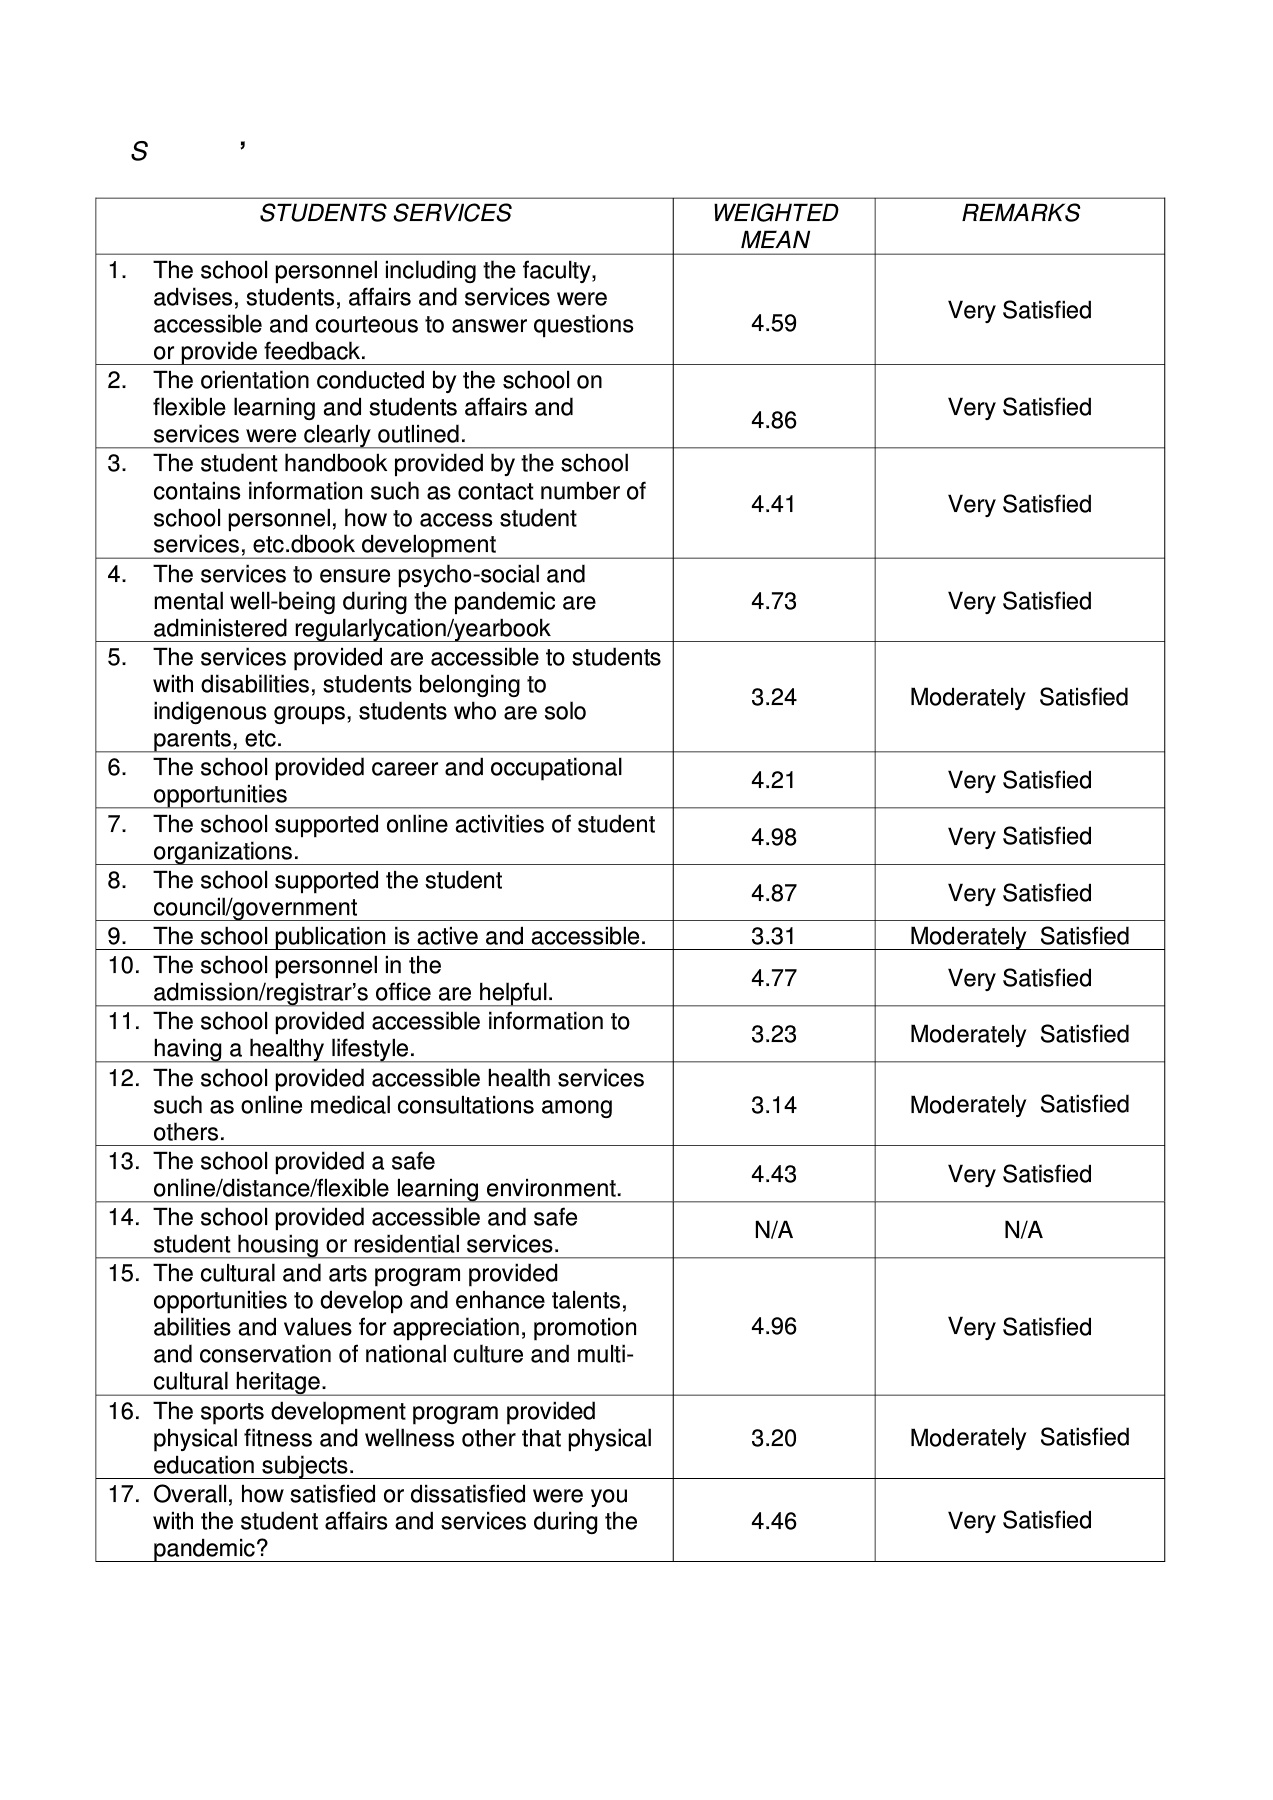 S ’
STUDENTS SERVICES WEIGHTED MEAN REMARKS
1. The school personnel including the faculty,
advises, students, affairs and services were
accessible and courteous to answer questions
or provide feedback.
4.59 Very Satisfied
2. The orientation conducted by the school on
flexible learning and students affairs and
services were clearly outlined.
4.86 Very Satisfied
3. The student handbook provided by the school
contains information such as contact number of
school personnel, how to access student
services, etc.dbook development
4.41 Very Satisfied
4. The services to ensure psycho-social and
mental well-being during the pandemic are
administered regularlycation/yearbook
4.73 Very Satisfied
5. The services provided are accessible to students
with disabilities, students belonging to
indigenous groups, students who are solo
parents, etc.
3.24 Moderately Satisfied
6. The school provided career and occupational
opportunities
4.21 Very Satisfied
7. The school supported online activities of student
organizations.
4.98 Very Satisfied
8. The school supported the student
council/government
4.87 Very Satisfied
9. The school publication is active and accessible. 3.31 Moderately Satisfied
10. The school personnel in the
admission/registrar’s office are helpful.
4.77 Very Satisfied
11. The school provided accessible information to
having a healthy lifestyle.
3.23 Moderately Satisfied
12. The school provided accessible health services
such as online medical consultations among
others.
3.14 Moderately Satisfied
13. The school provided a safe
online/distance/flexible learning environment.
4.43 Very Satisfied
14. The school provided accessible and safe
student housing or residential services.
N/A N/A
15. The cultural and arts program provided
opportunities to develop and enhance talents,
abilities and values for appreciation, promotion
and conservation of national culture and multi-
cultural heritage.
4.96 Very Satisfied
16. The sports development program provided
physical fitness and wellness other that physical
education subjects.
3.20 Moderately Satisfied
17. Overall, how satisfied or dissatisfied were you
with the student affairs and services during the
pandemic?
4.46 Very Satisfied